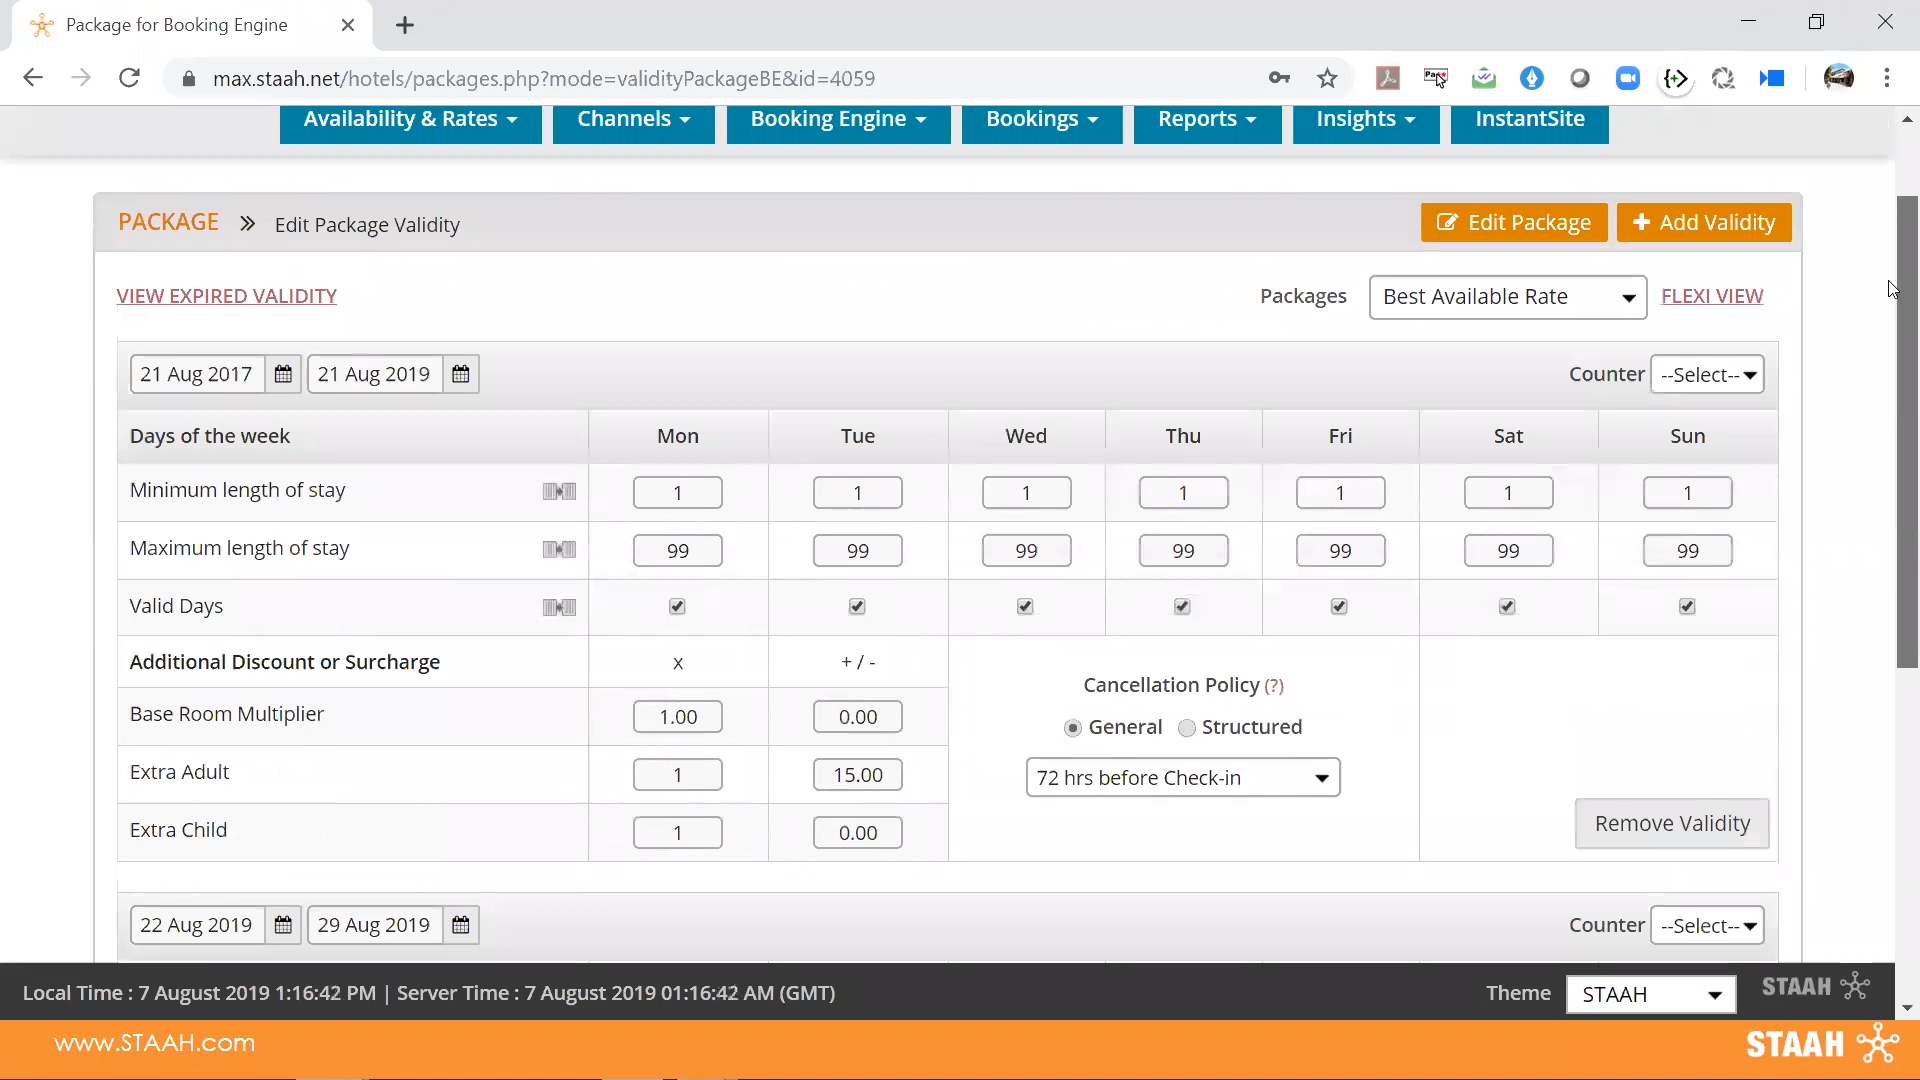 Package for Booking Engine
max.staah.net/hotels/packages.php?mode=validityPackageBE&id=4059
Availability & Rates
Channels
Booking Engine
Bookings
Reports
Insights
InstantSite
PACKAGE » Edit Package Validity
Edit Package
+ Add Validity
VIEW EXPIRED VALIDITY
Packages Best Available Rate FLEXI VIEW
21 Aug 2017 21 Aug 2019 Counter --Select--
Days of the week Mon Tue Wed Thu Fri Sat Sun
Minimum length of stay 1 1 1 1 1 1 1
Maximum length of stay 99 99 99 99 99 99 99
Valid Days
Additional Discount or Surcharge x + / -
Base Room Multiplier 1.00 0.00
Extra Adult 1 15.00
Extra Child 1 0.00
Cancellation Policy (?)
General Structured
72 hrs before Check-in
Remove Validity
22 Aug 2019 29 Aug 2019 Counter --Select--
Local Time : 7 August 2019 1:16:42 PM | Server Time : 7 August 2019 01:16:42 AM (GMT)
Theme STAAH STAAH
www.STAAH.com
STAAH